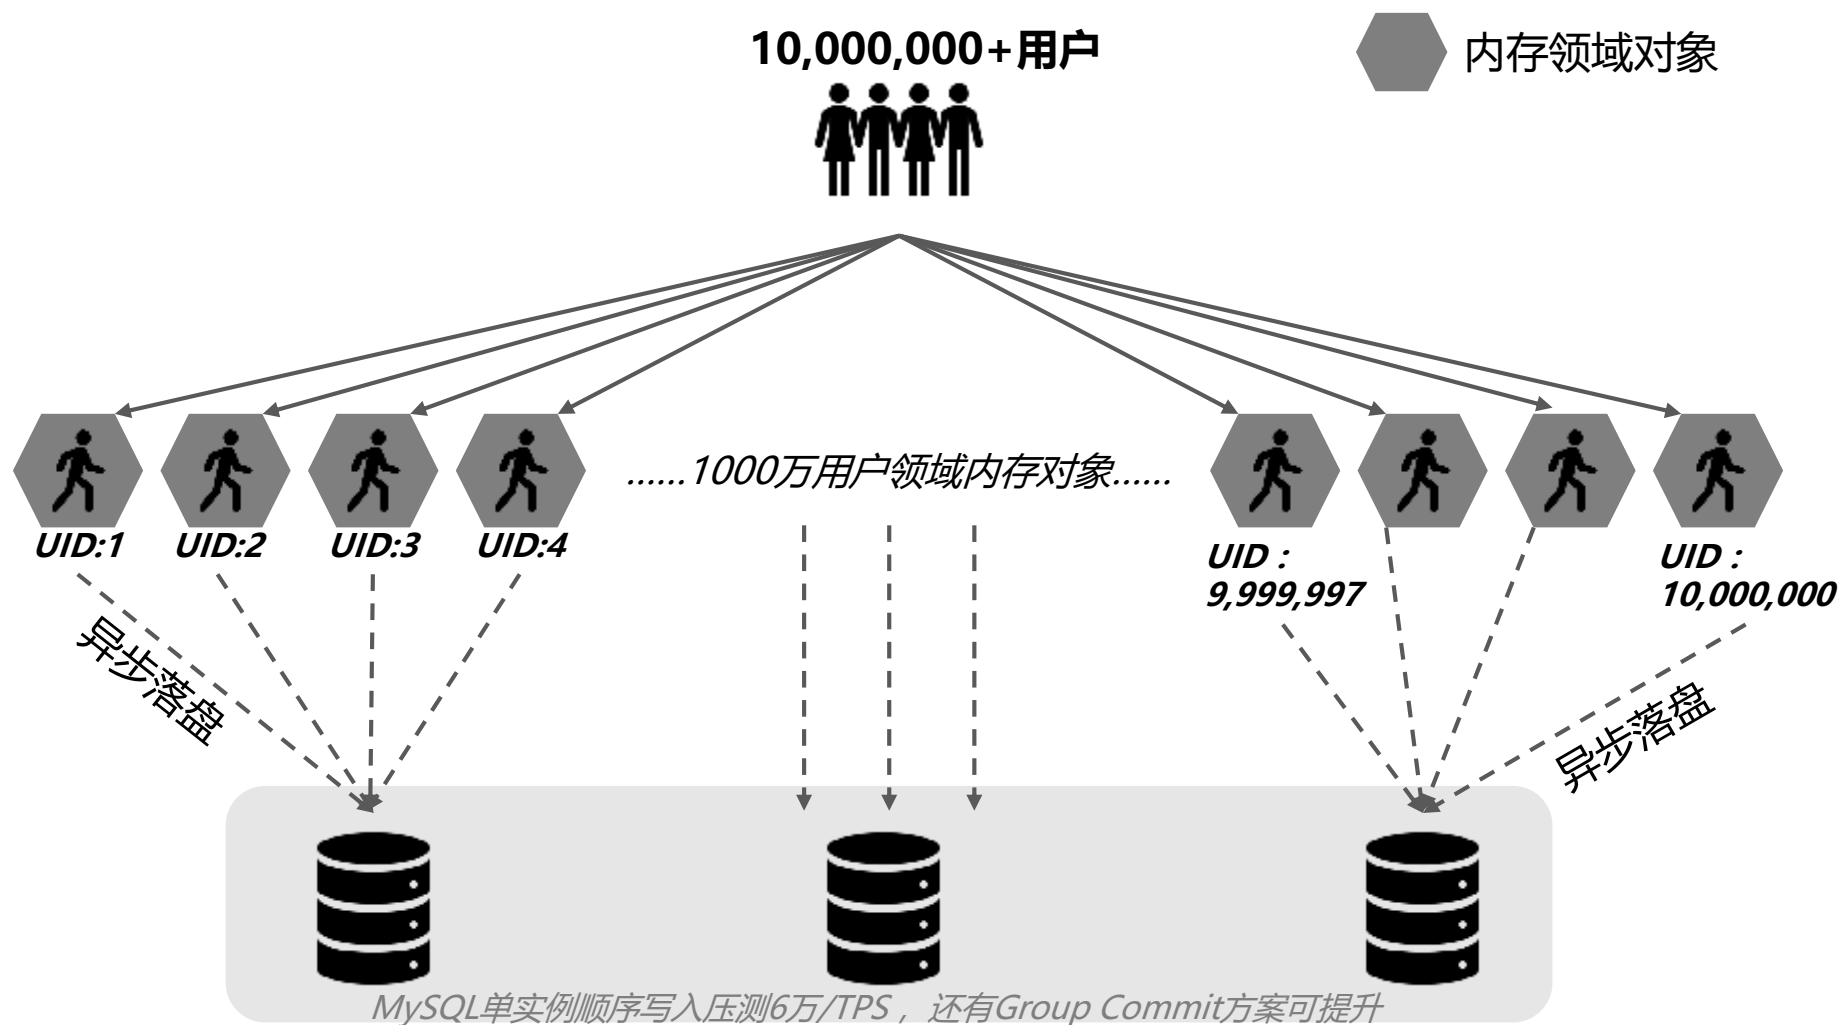 10,000,000+用户
内存领域对象
......1000万用户领域内存对象......
UID:1
UID:2
UID:3
UID:4
UID：
9,999,997
UID：
10,000,000
异步落盘
异步落盘
MySQL单实例顺序写入压测6万/TPS，还有Group Commit方案可提升